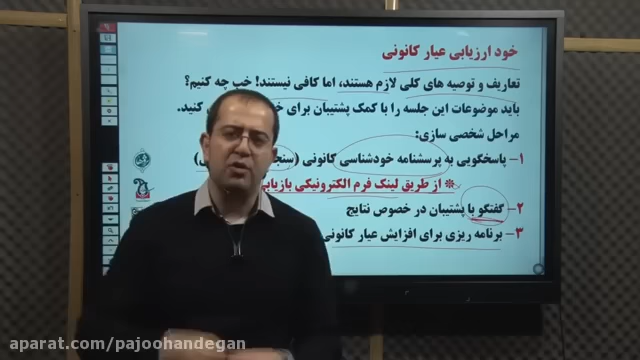 خود ارزیابی عیار کانونی
تعاریف و توصیه های کلی لازم هستند، اما کافی نیستند! خب چه کنیم؟
باید موضوعات این جلسه را با کمک پشتیبان برای کنید.
مراحل شخصی سازی:
۱- پاسخگویی به پرسشنامه خودشناسی کانونی
❋ از طریق لینک فرم الکترونیکی
۲- گفتگو با پشتیبان در خصوص نتایج
۳- برنامه ریزی برای افزایش عیار کانونی
aparat.com/pajoohandegan